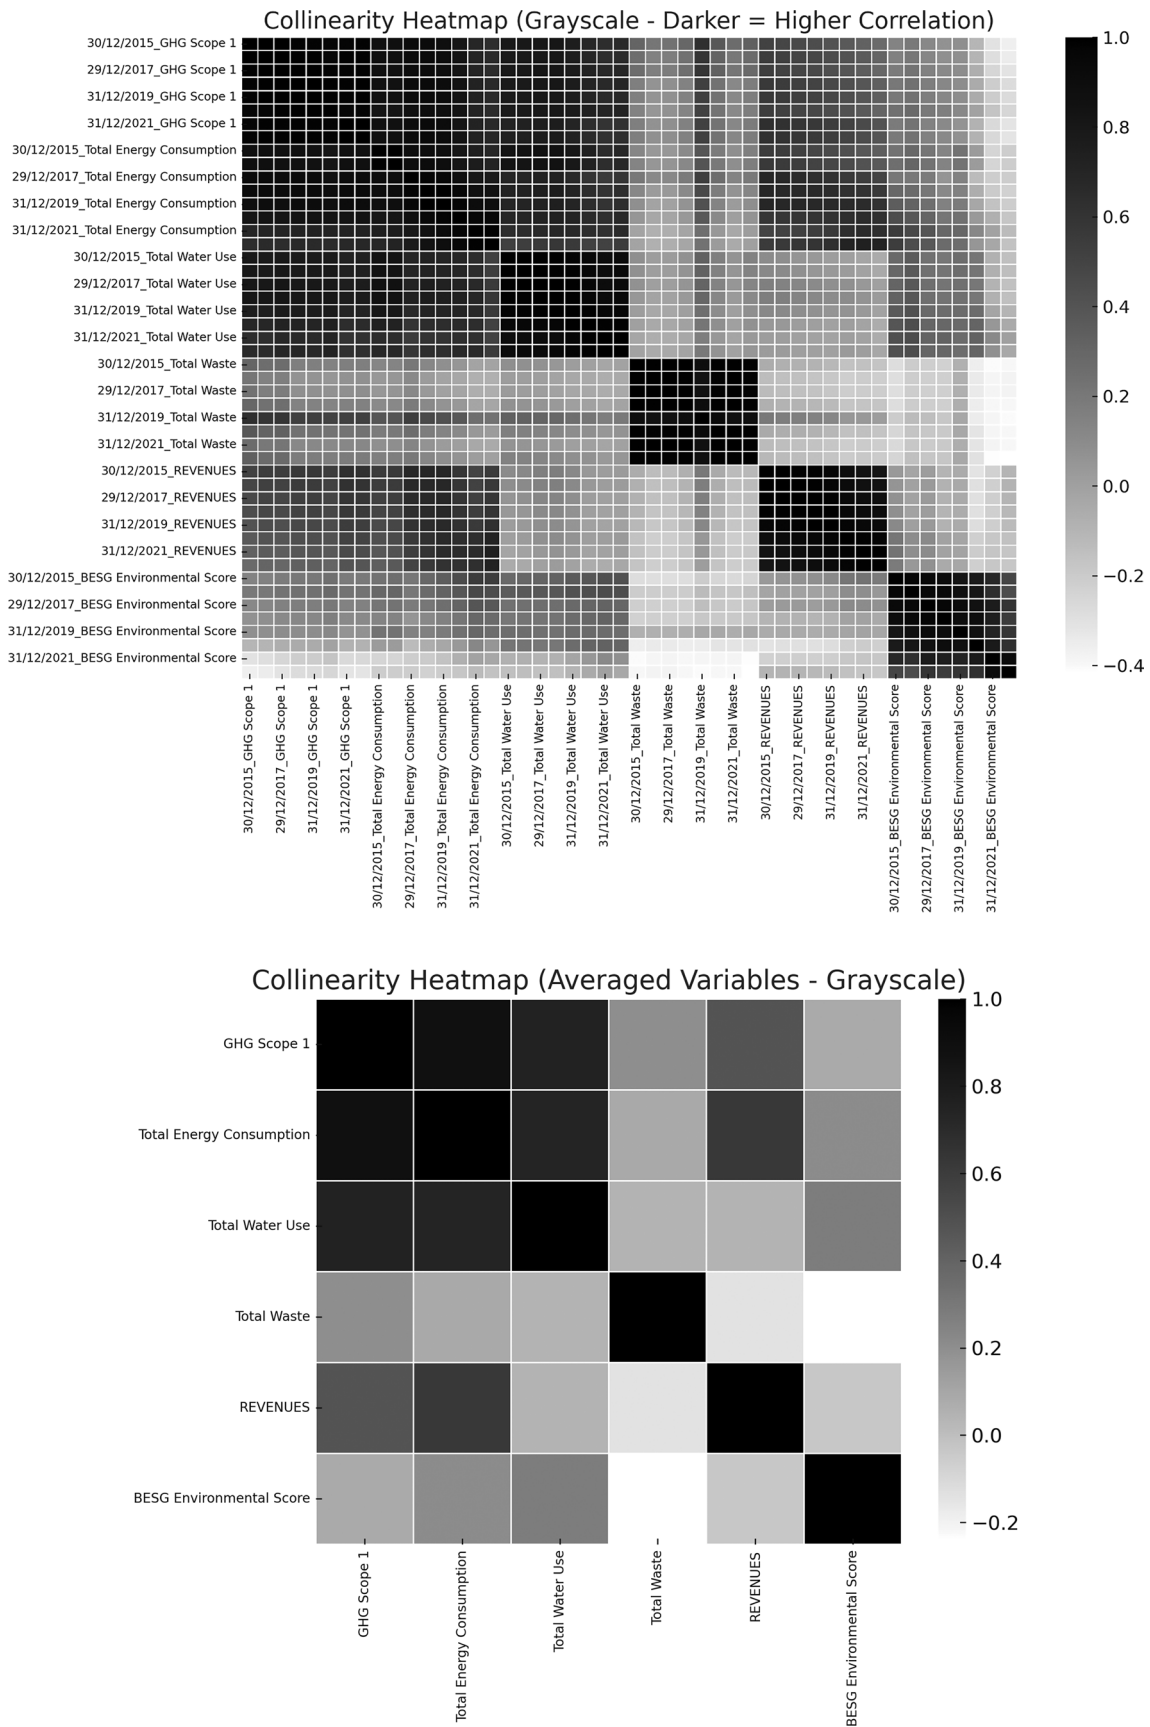 Collinearity Heatmap (Grayscale - Darker = Higher Correlation)
30/12/2015_GHG Scope 1
29/12/2017_GHG Scope 1
31/12/2019_GHG Scope 1
31/12/2021_GHG Scope 1
30/12/2015_Total Energy Consumption
29/12/2017_Total Energy Consumption
31/12/2019_Total Energy Consumption
31/12/2021_Total Energy Consumption
30/12/2015_Total Water Use
29/12/2017_Total Water Use
31/12/2019_Total Water Use
31/12/2021_Total Water Use
30/12/2015_Total Waste
29/12/2017_Total Waste
31/12/2019_Total Waste
31/12/2021_Total Waste
30/12/2015_REVENUES
29/12/2017_REVENUES
31/12/2019_REVENUES
31/12/2021_REVENUES
30/12/2015_BESG Environmental Score
29/12/2017_BESG Environmental Score
31/12/2019_BESG Environmental Score
31/12/2021_BESG Environmental Score
30/12/2015_GHG Scope 1
29/12/2017_GHG Scope 1
31/12/2019_GHG Scope 1
31/12/2021_GHG Scope 1
30/12/2015_Total Energy Consumption
29/12/2017_Total Energy Consumption
31/12/2019_Total Energy Consumption
31/12/2021_Total Energy Consumption
30/12/2015_Total Water Use
29/12/2017_Total Water Use
31/12/2019_Total Water Use
31/12/2021_Total Water Use
30/12/2015_Total Waste
29/12/2017_Total Waste
31/12/2019_Total Waste
31/12/2021_Total Waste
30/12/2015_REVENUES
29/12/2017_REVENUES
31/12/2019_REVENUES
31/12/2021_REVENUES
30/12/2015_BESG Environmental Score
29/12/2017_BESG Environmental Score
31/12/2019_BESG Environmental Score
31/12/2021_BESG Environmental Score
1.0
0.8
0.6
0.4
0.2
0.0
−0.2
−0.4
Collinearity Heatmap (Averaged Variables - Grayscale)
GHG Scope 1
Total Energy Consumption
Total Water Use
Total Waste
REVENUES
BESG Environmental Score
GHG Scope 1
Total Energy Consumption
Total Water Use
Total Waste
REVENUES
BESG Environmental Score
1.0
0.8
0.6
0.4
0.2
0.0
−0.2